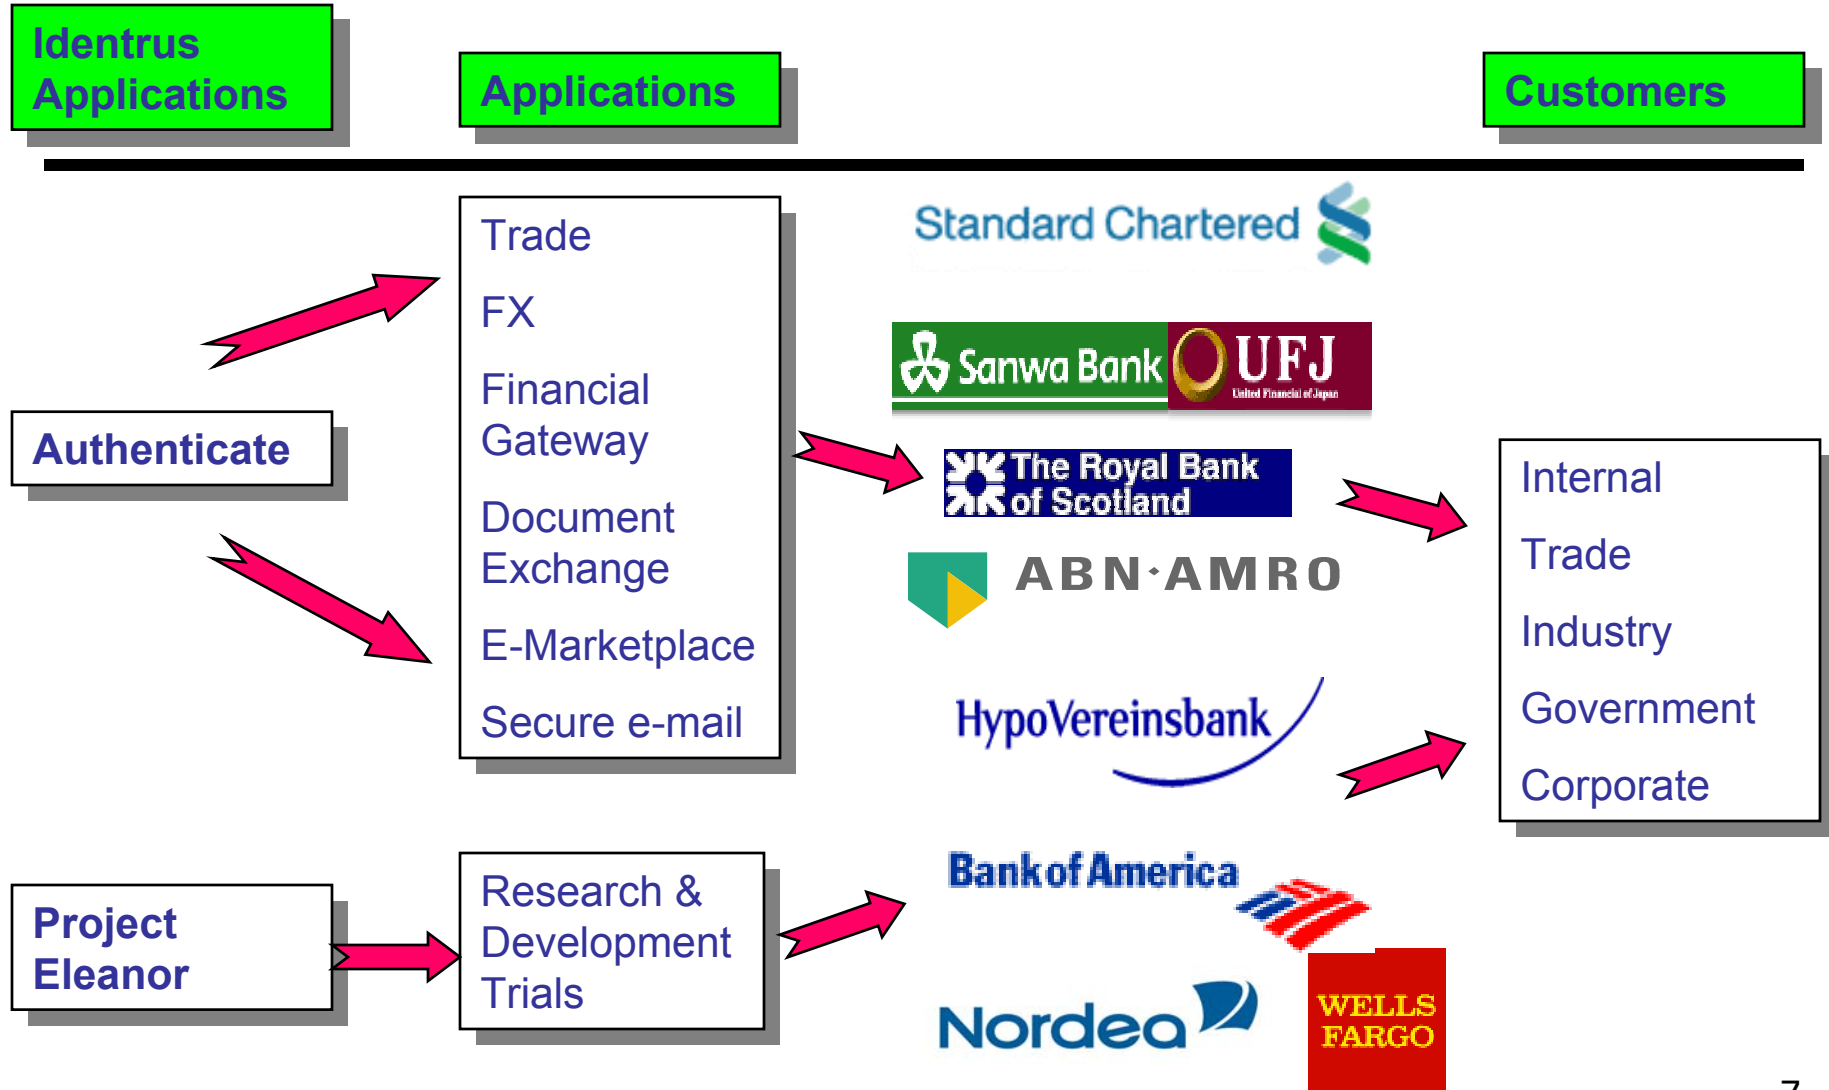 Identrus
Applications
Applications
Customers
Trade
FX
Financial
Gateway
Document
Exchange
E-Marketplace
Secure e-mail
Authenticate
Standard Chartered
Sanwa Bank
UFJ
United Financial of Japan
The Royal Bank
of Scotland
ABN·AMRO
HypoVereinsbank
Internal
Trade
Industry
Government
Corporate
Project
Eleanor
Research &
Development
Trials
Bank of America
Nordea
WELLS
FARGO
7